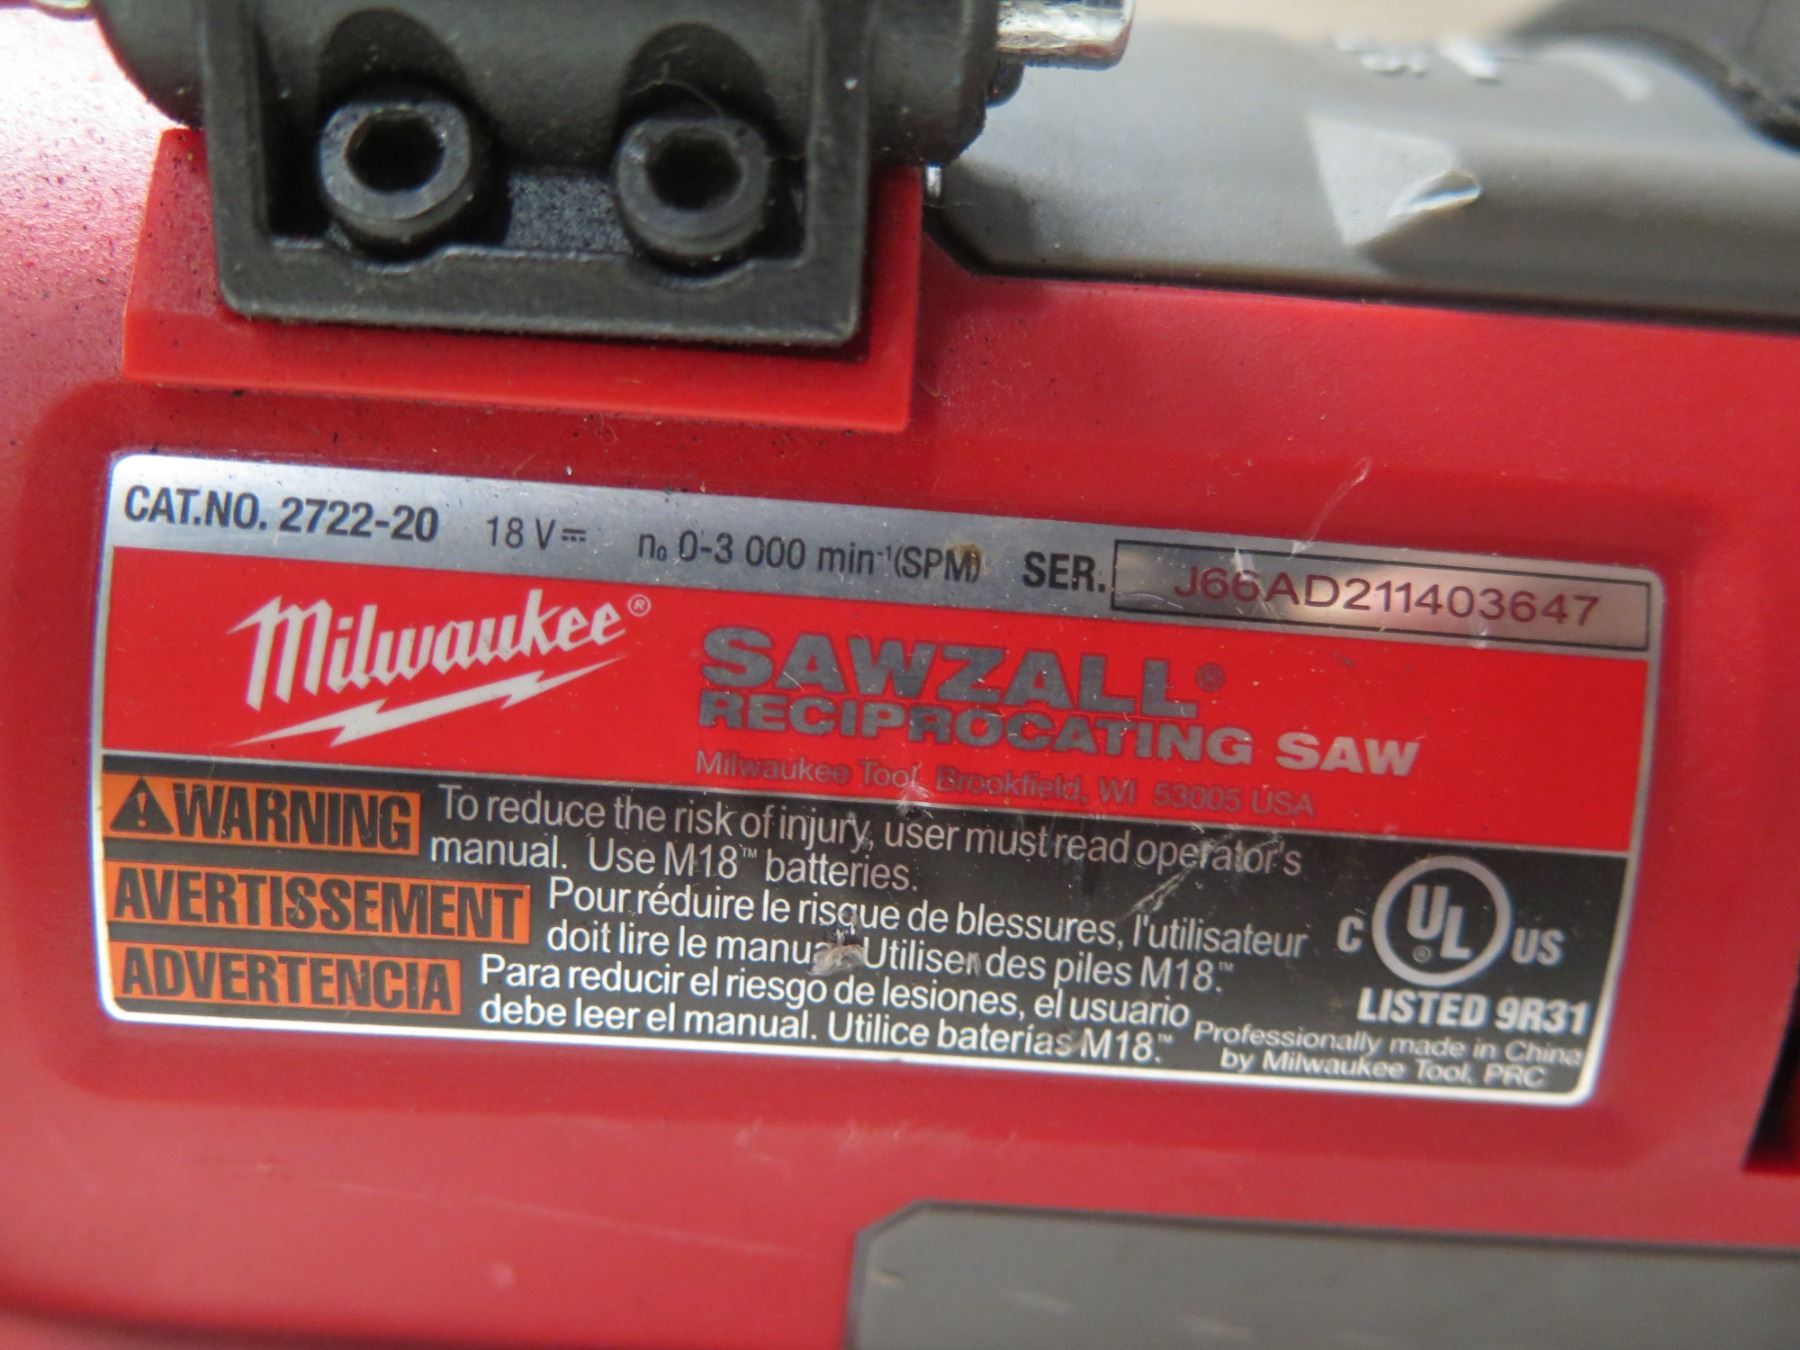 CAT.NO. 2722-20 18 V⎓ n₀ 0-3 000 min⁻¹(SPM) SER. J66AD211403647
Milwaukee®
SAWZALL®
RECIPROCATING SAW
Milwaukee Tool, Brookfield, WI 53005 USA
⚠WARNING To reduce the risk of injury, user must read operator's
manual. Use M18™ batteries.
AVERTISSEMENT Pour réduire le risque de blessures, l'utilisateur
doit lire le manuel. Utiliser des piles M18.™
ADVERTENCIA Para reducir el riesgo de lesiones, el usuario
debe leer el manual. Utilice baterías M18.™
C UL® US
LISTED 9R31
Professionally made in China
by Milwaukee Tool, PRC